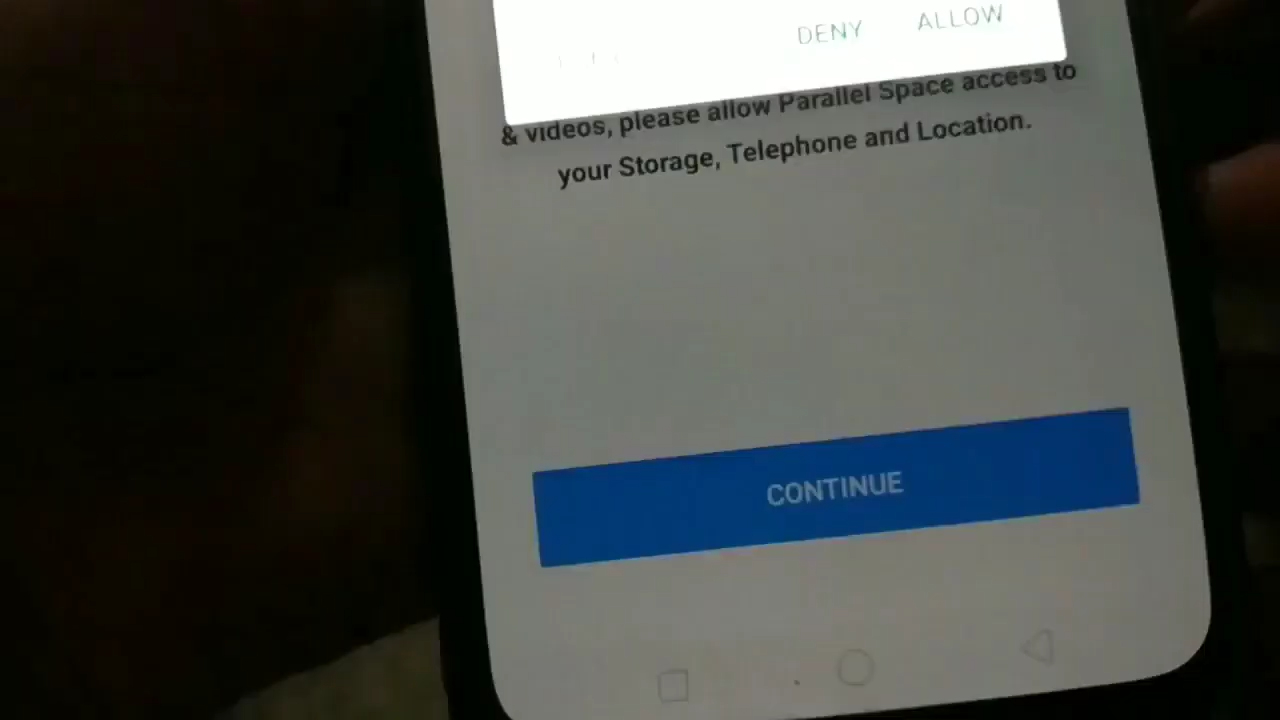 DENY ALLOW
& videos, please allow Parallel Space access to
your Storage, Telephone and Location.
CONTINUE